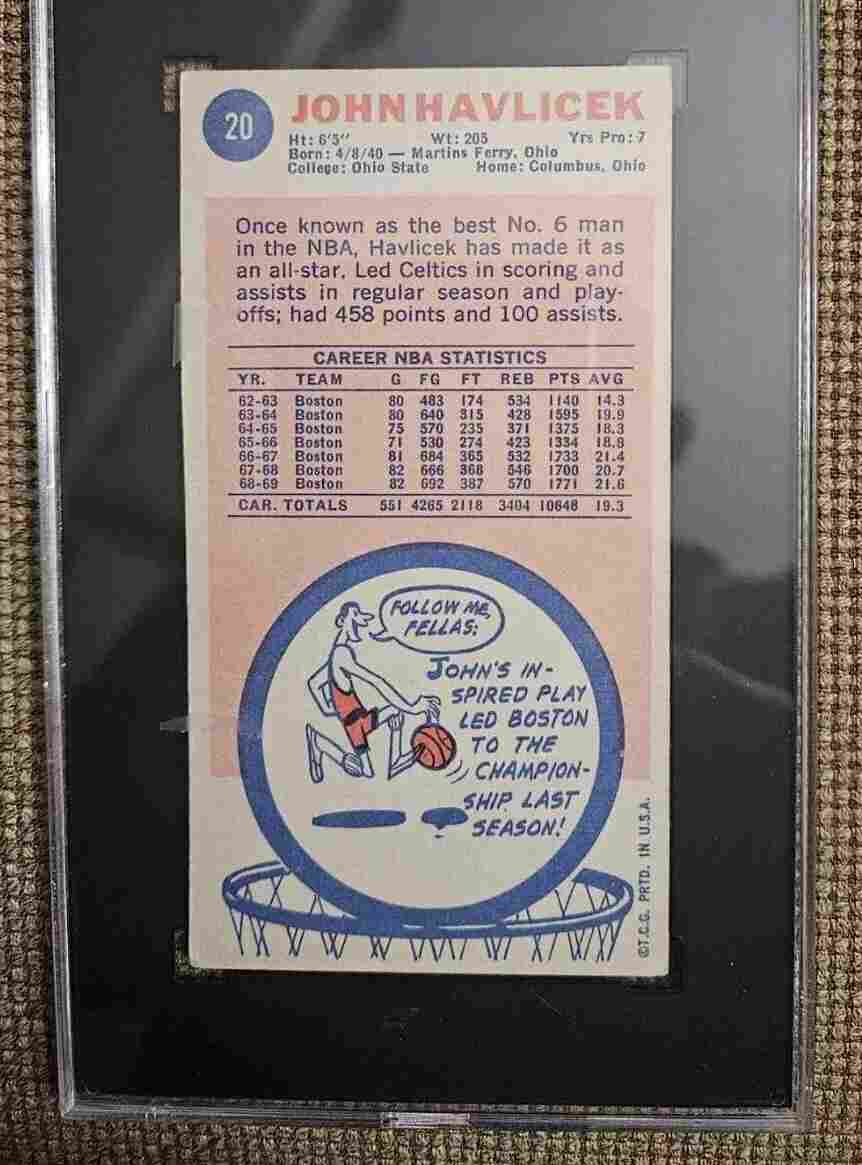 20
JOHN HAVLICEK
Ht: 6'5" Wt: 205 Yrs Pro: 7
Born: 4/8/40 — Martins Ferry, Ohio
College: Ohio State Home: Columbus, Ohio
Once known as the best No. 6 man
in the NBA, Havlicek has made it as
an all-star. Led Celtics in scoring and
assists in regular season and play-
offs; had 458 points and 100 assists.
CAREER NBA STATISTICS
YR. TEAM G FG FT REB PTS AVG
62-63 Boston 80 483 174 534 1140 14.3
63-64 Boston 80 640 315 428 1595 19.9
64-65 Boston 75 570 235 371 1375 18.3
65-66 Boston 71 530 274 423 1334 18.8
66-67 Boston 81 684 365 532 1733 21.4
67-68 Boston 82 666 368 546 1700 20.7
68-69 Boston 82 692 387 570 1771 21.6
CAR. TOTALS 551 4265 2118 3404 10648 19.3
FOLLOW ME,
FELLAS:
JOHN'S IN-
SPIRED PLAY
LED BOSTON
TO THE
CHAMPION-
SHIP LAST
SEASON!
©T.C.G. PRTD. IN U.S.A.